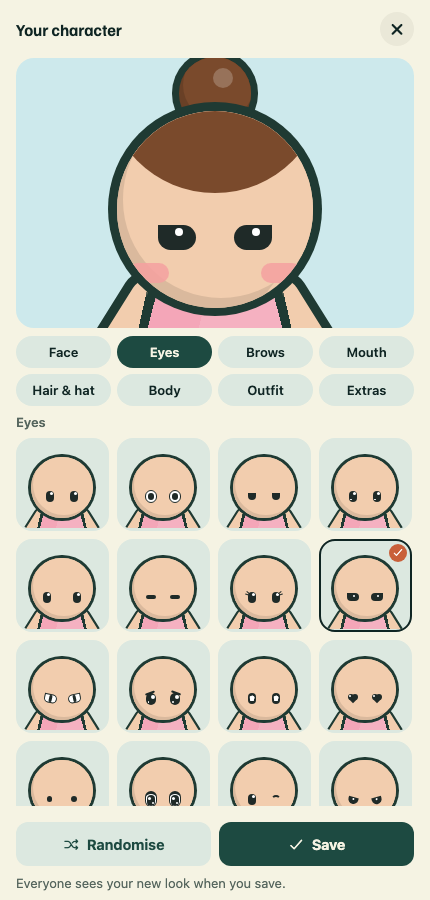 Your character
Face
Eyes
Brows
Mouth
Hair & hat
Body
Outfit
Extras
Eyes
Randomise
Save
Everyone sees your new look when you save.